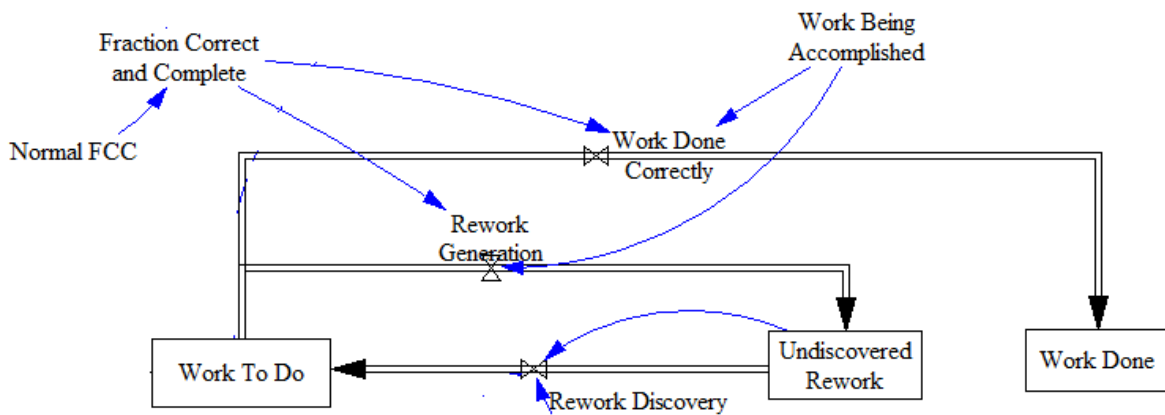 Fraction Correct
and Complete
Work Being
Accomplished
Normal FCC
Work Done
Correctly
Rework
Generation
Work To Do
Undiscovered
Rework
Work Done
Rework Discovery